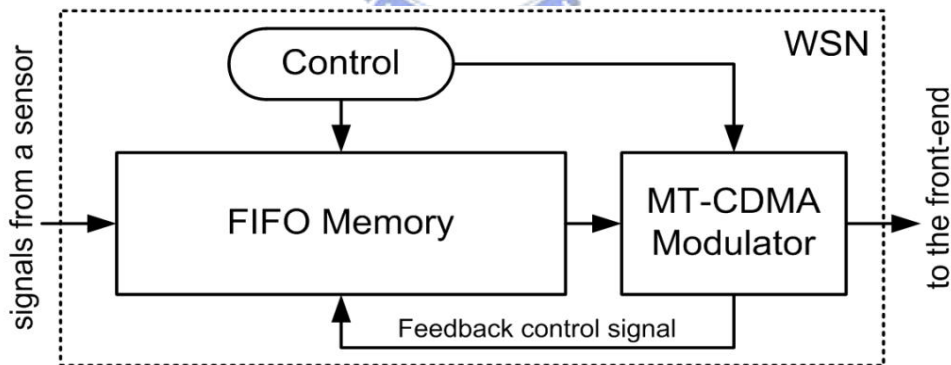 WSN
Control
signals from a sensor
FIFO Memory
MT-CDMA
Modulator
to the front-end
Feedback control signal